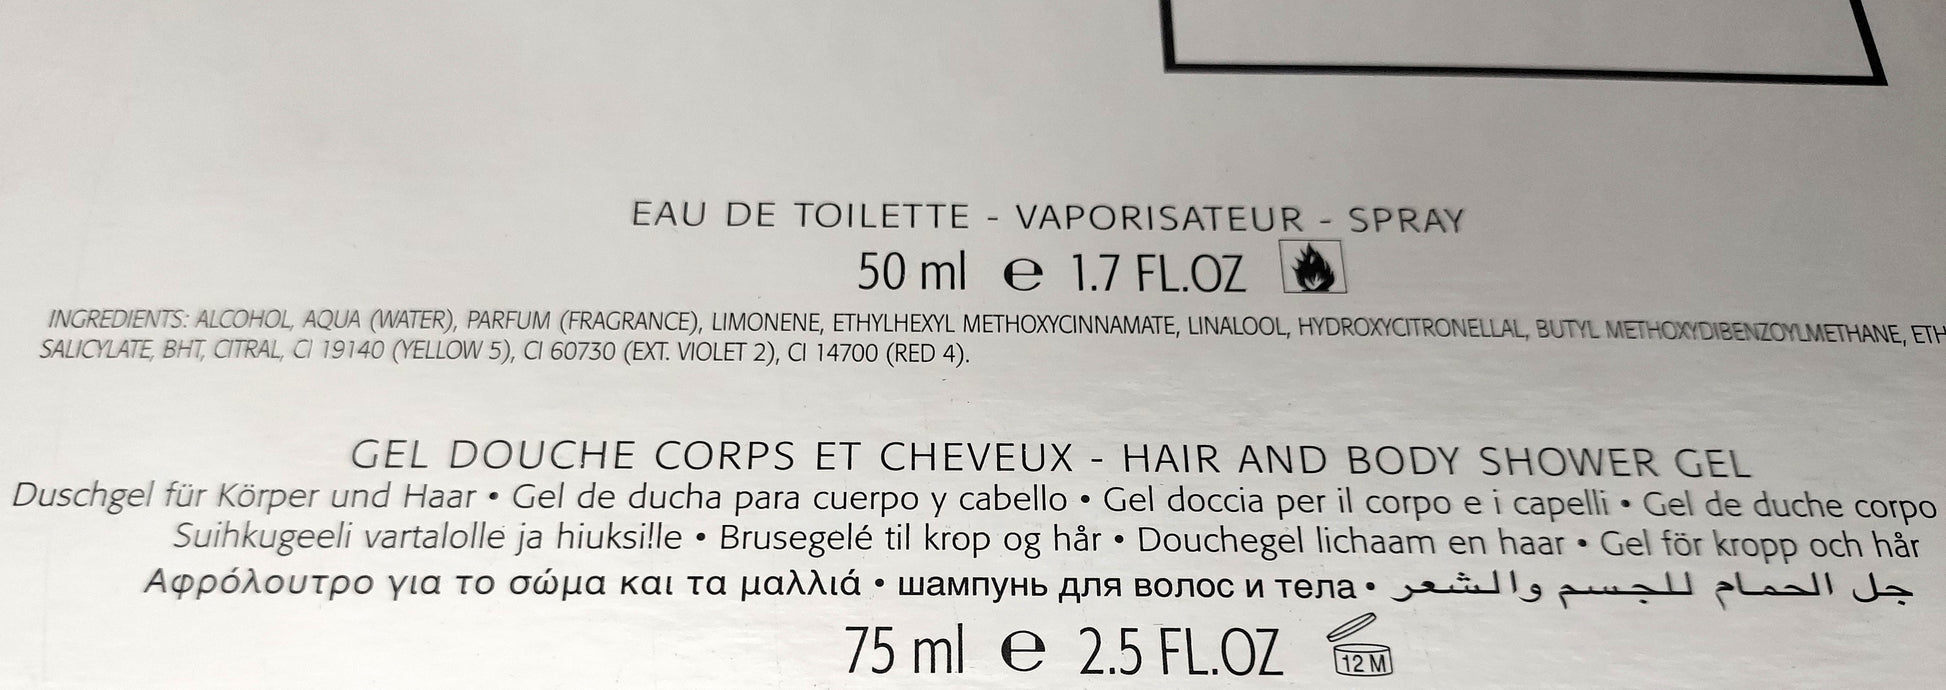 EAU DE TOILETTE - VAPORISATEUR - SPRAY
50 ml e 1.7 FL.OZ
INGREDIENTS: ALCOHOL, AQUA (WATER), PARFUM (FRAGRANCE), LIMONENE, ETHYLHEXYL METHOXYCINNAMATE, LINALOOL, HYDROXYCITRONELLAL, BUTYL METHOXYDIBENZOYLMETHANE,
SALICYLATE, BHT, CITRAL, CI 19140 (YELLOW 5), CI 60730 (EXT. VIOLET 2), CI 14700 (RED 4).
GEL DOUCHE CORPS ET CHEVEUX - HAIR AND BODY SHOWER GEL
Duschgel für Körper und Haar • Gel de ducha para cuerpo y cabello • Gel doccia per il corpo e i capelli • Gel de duche corpo
Suihkugeeli vartalolle ja hiuksille • Brusegelé til krop og hår • Douchegel lichaam en haar • Gel för kropp och hår
Αφρόλουτρο για το σώμα και τα μαλλιά • шампунь для волос и тела • جل الحمام للجسم والشعر
75 ml e 2.5 FL.OZ 12 M